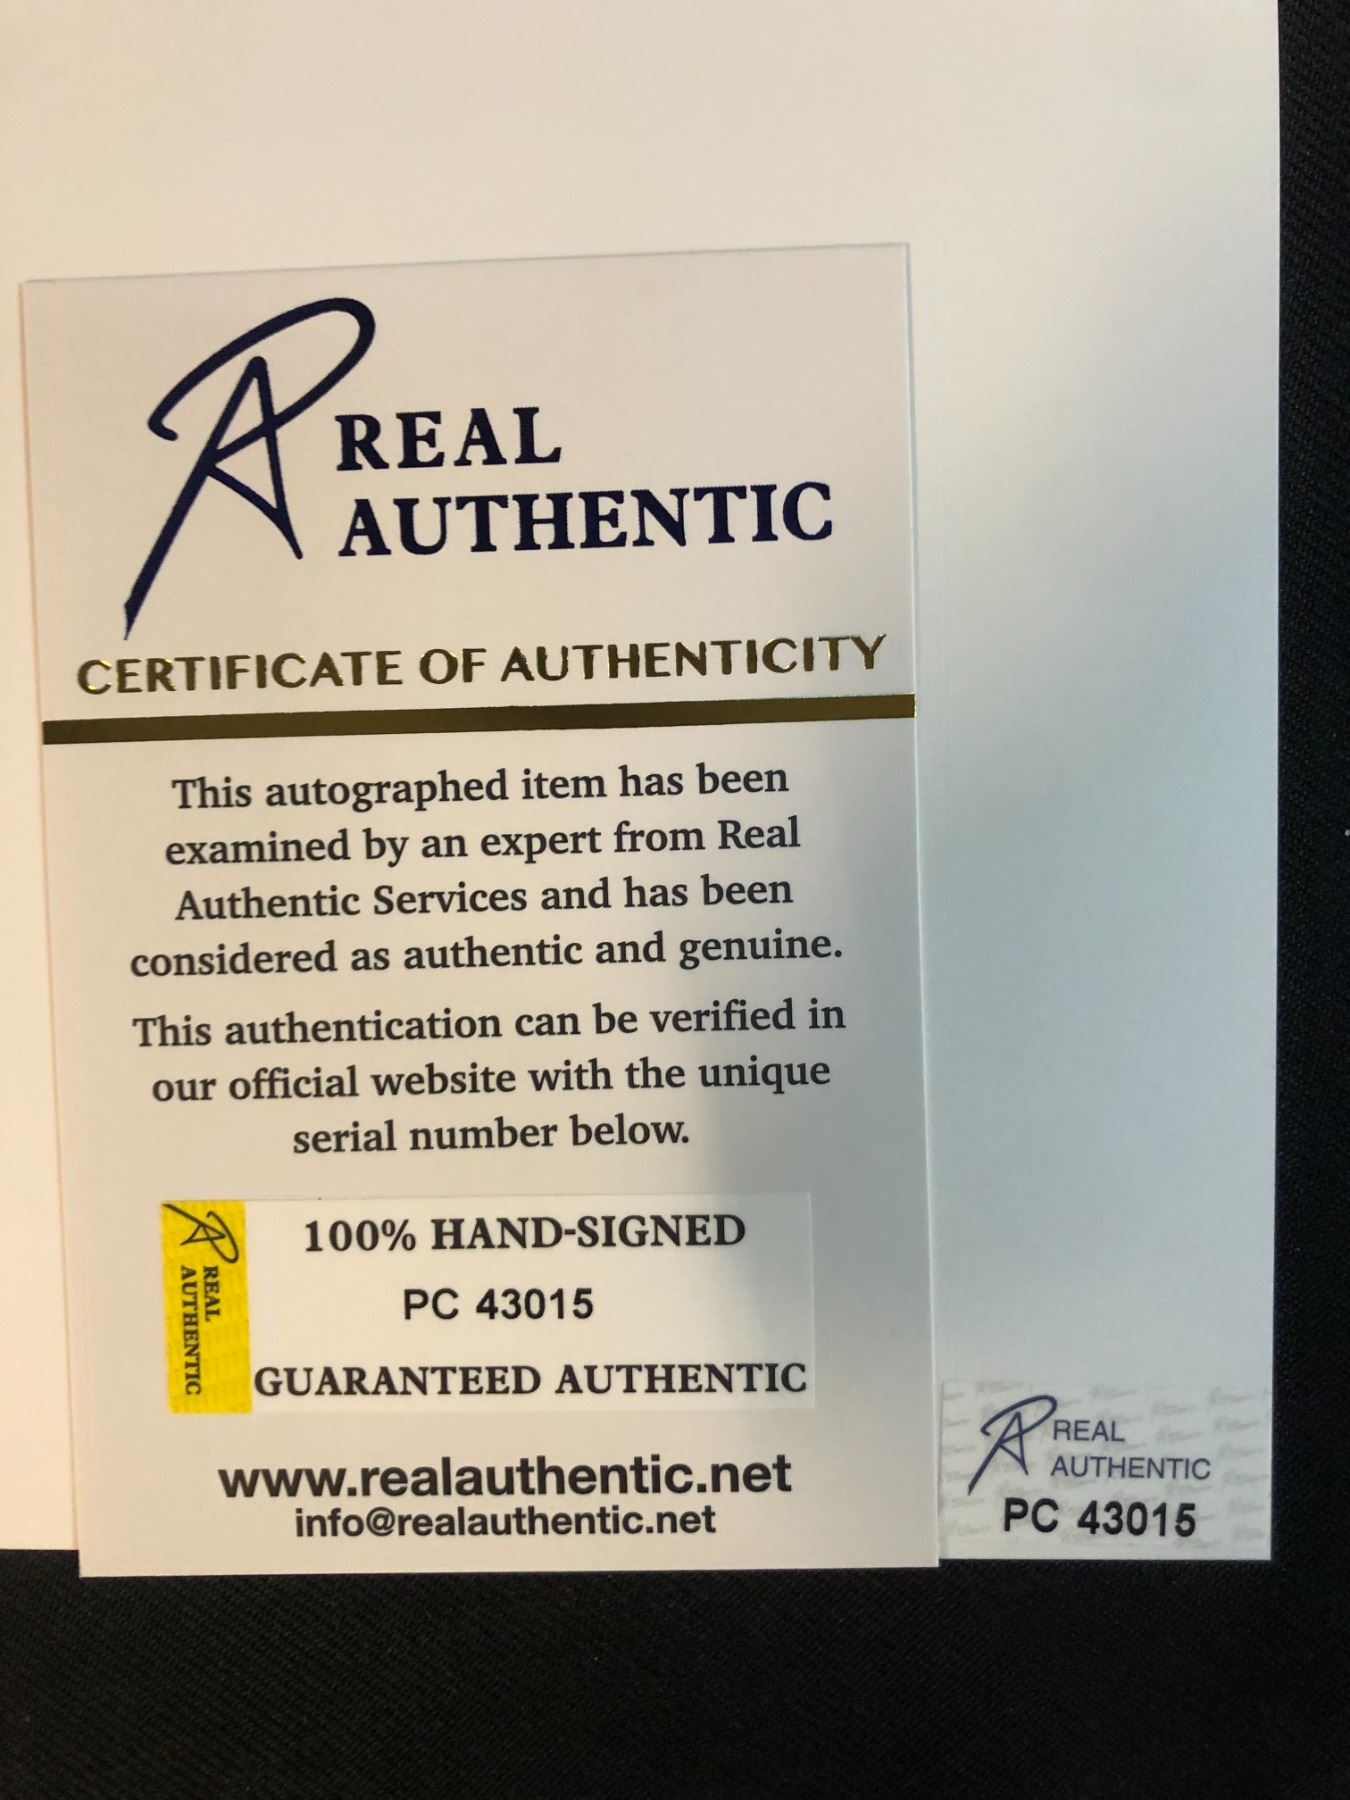 REAL
AUTHENTIC
CERTIFICATE OF AUTHENTICITY
This autographed item has been
examined by an expert from Real
Authentic Services and has been
considered as authentic and genuine.
This authentication can be verified in
our official website with the unique
serial number below.
REAL
AUTHENTIC
100% HAND-SIGNED
PC 43015
GUARANTEED AUTHENTIC
www.realauthentic.net
info@realauthentic.net
REAL
AUTHENTIC
PC 43015